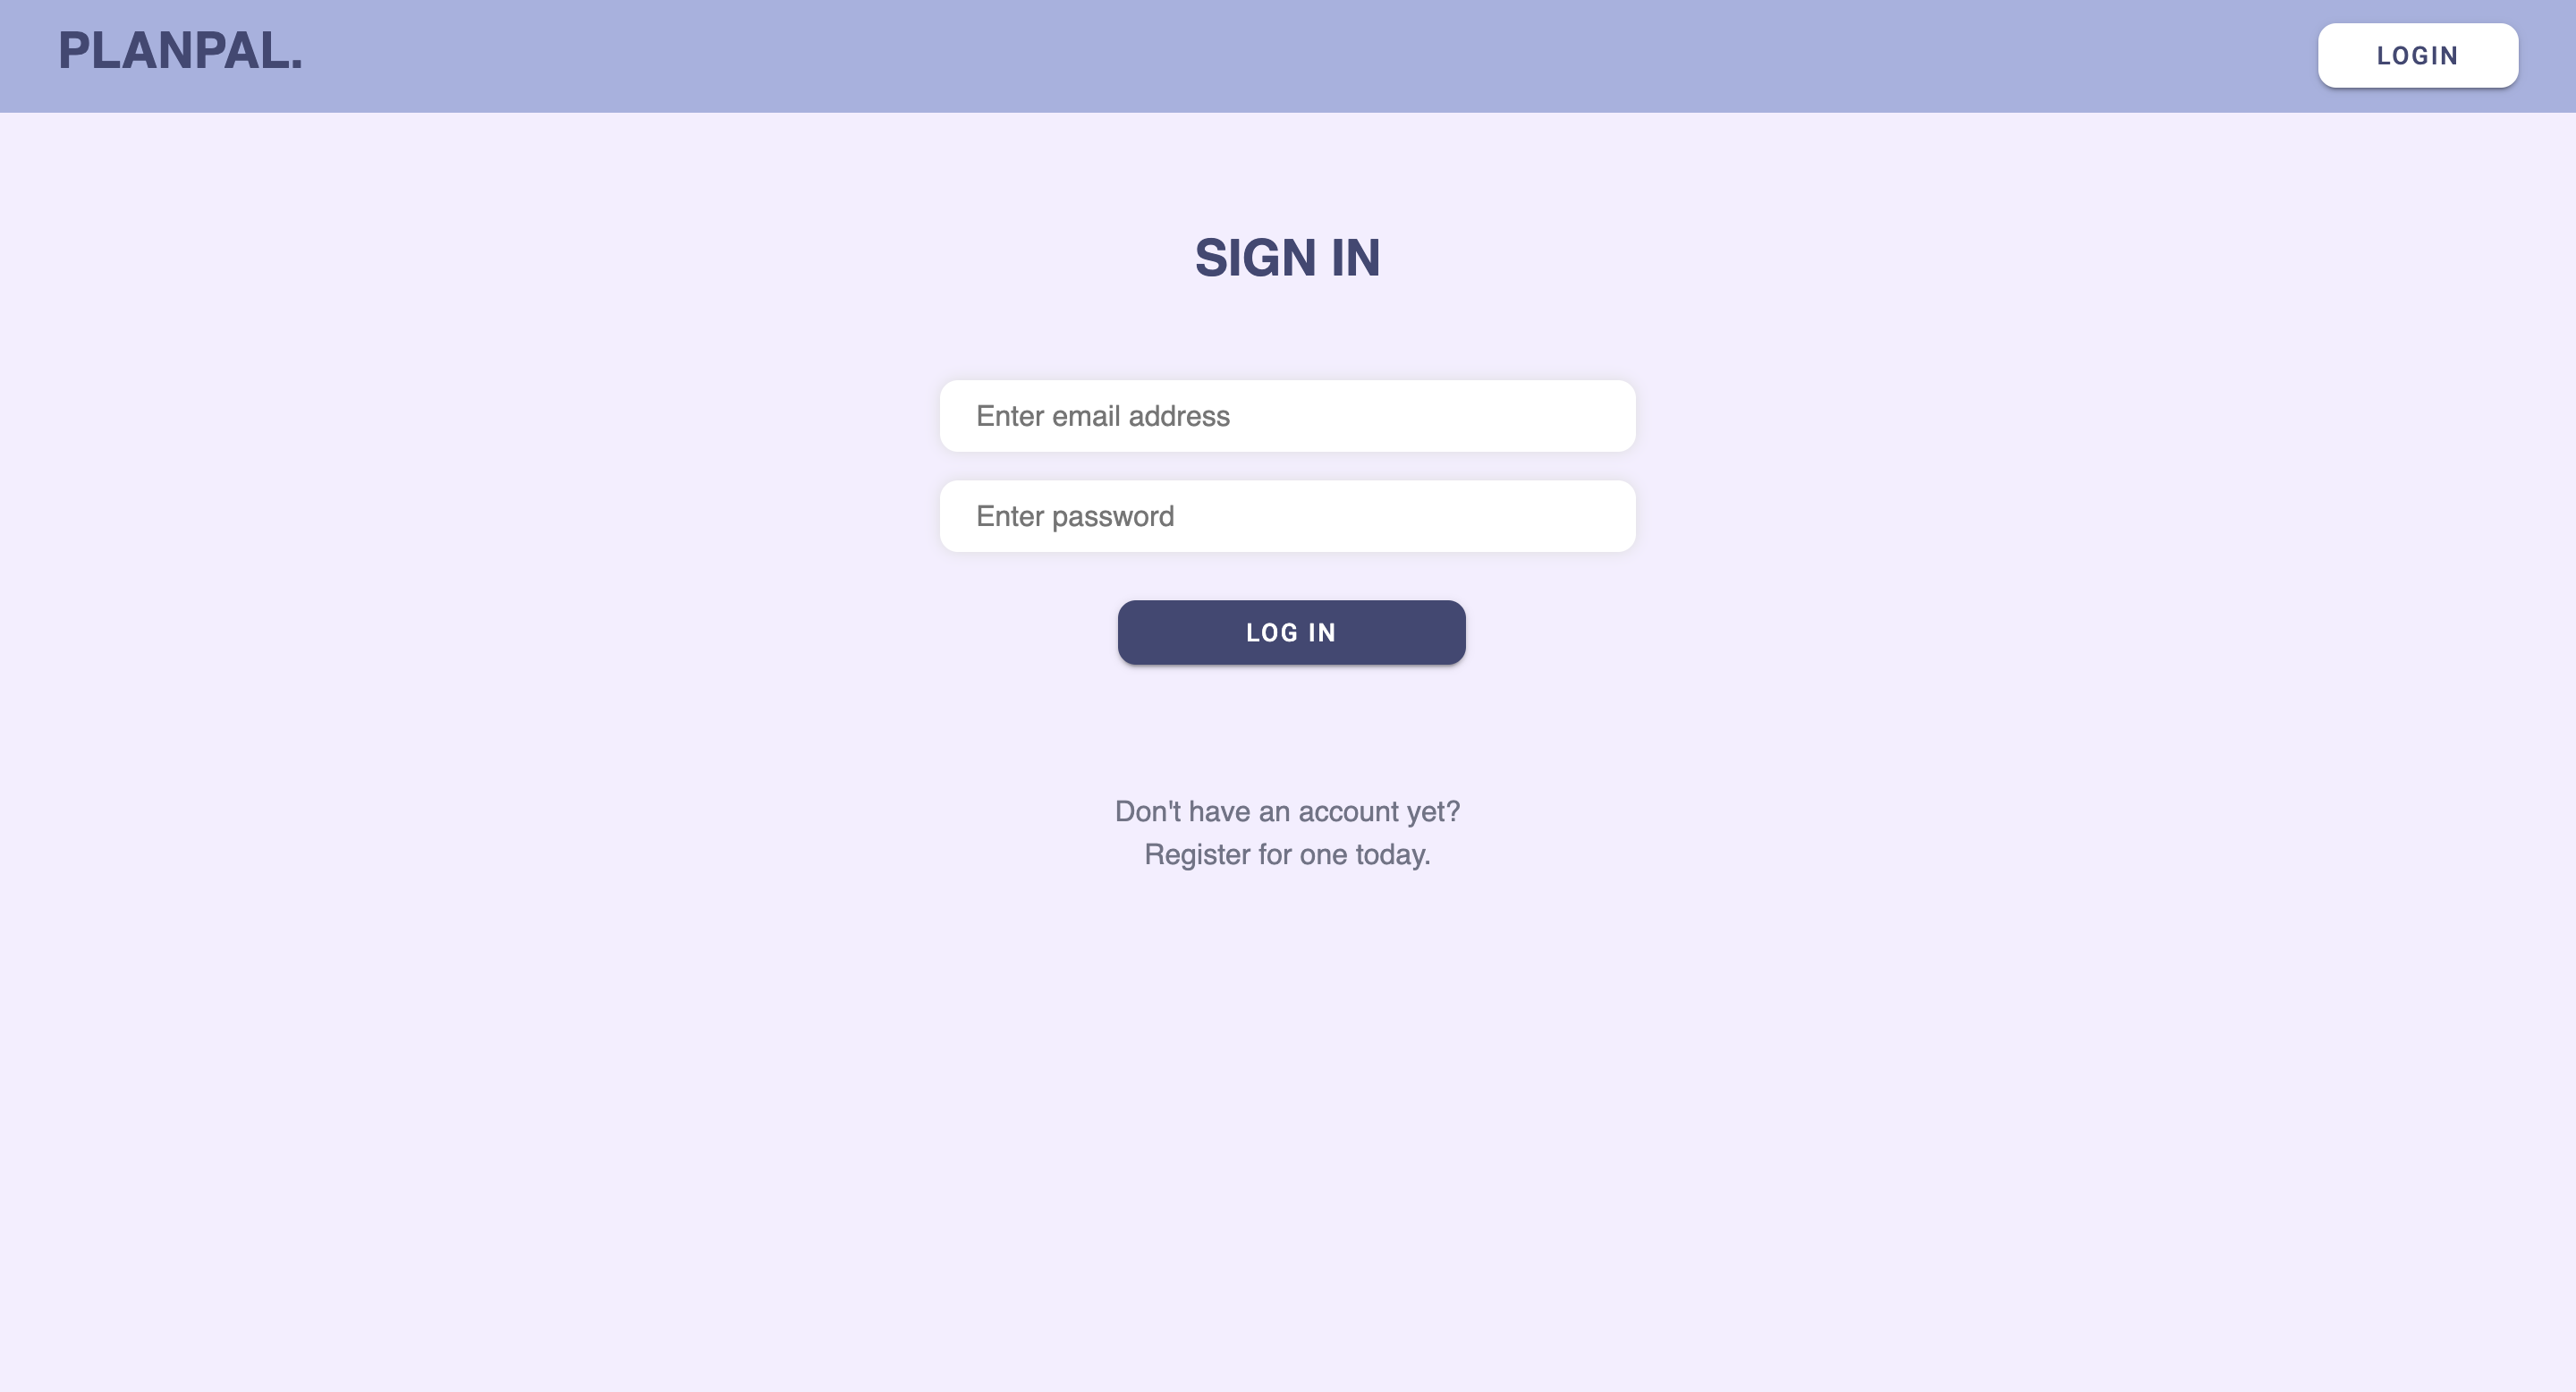 PLANPAL.
LOGIN
SIGN IN
Enter email address
Enter password
LOG IN
Don't have an account yet?
Register for one today.